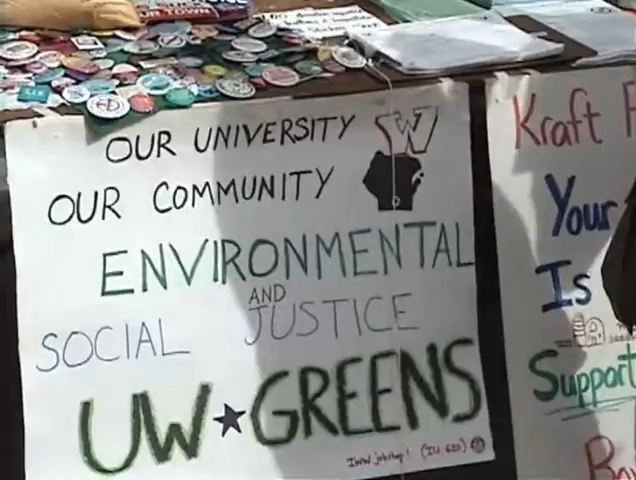 OUR UNIVERSITY
W
OUR COMMUNITY
ENVIRONMENTAL
AND
SOCIAL JUSTICE
UW★GREENS
Kraft F
Your
Is
Support